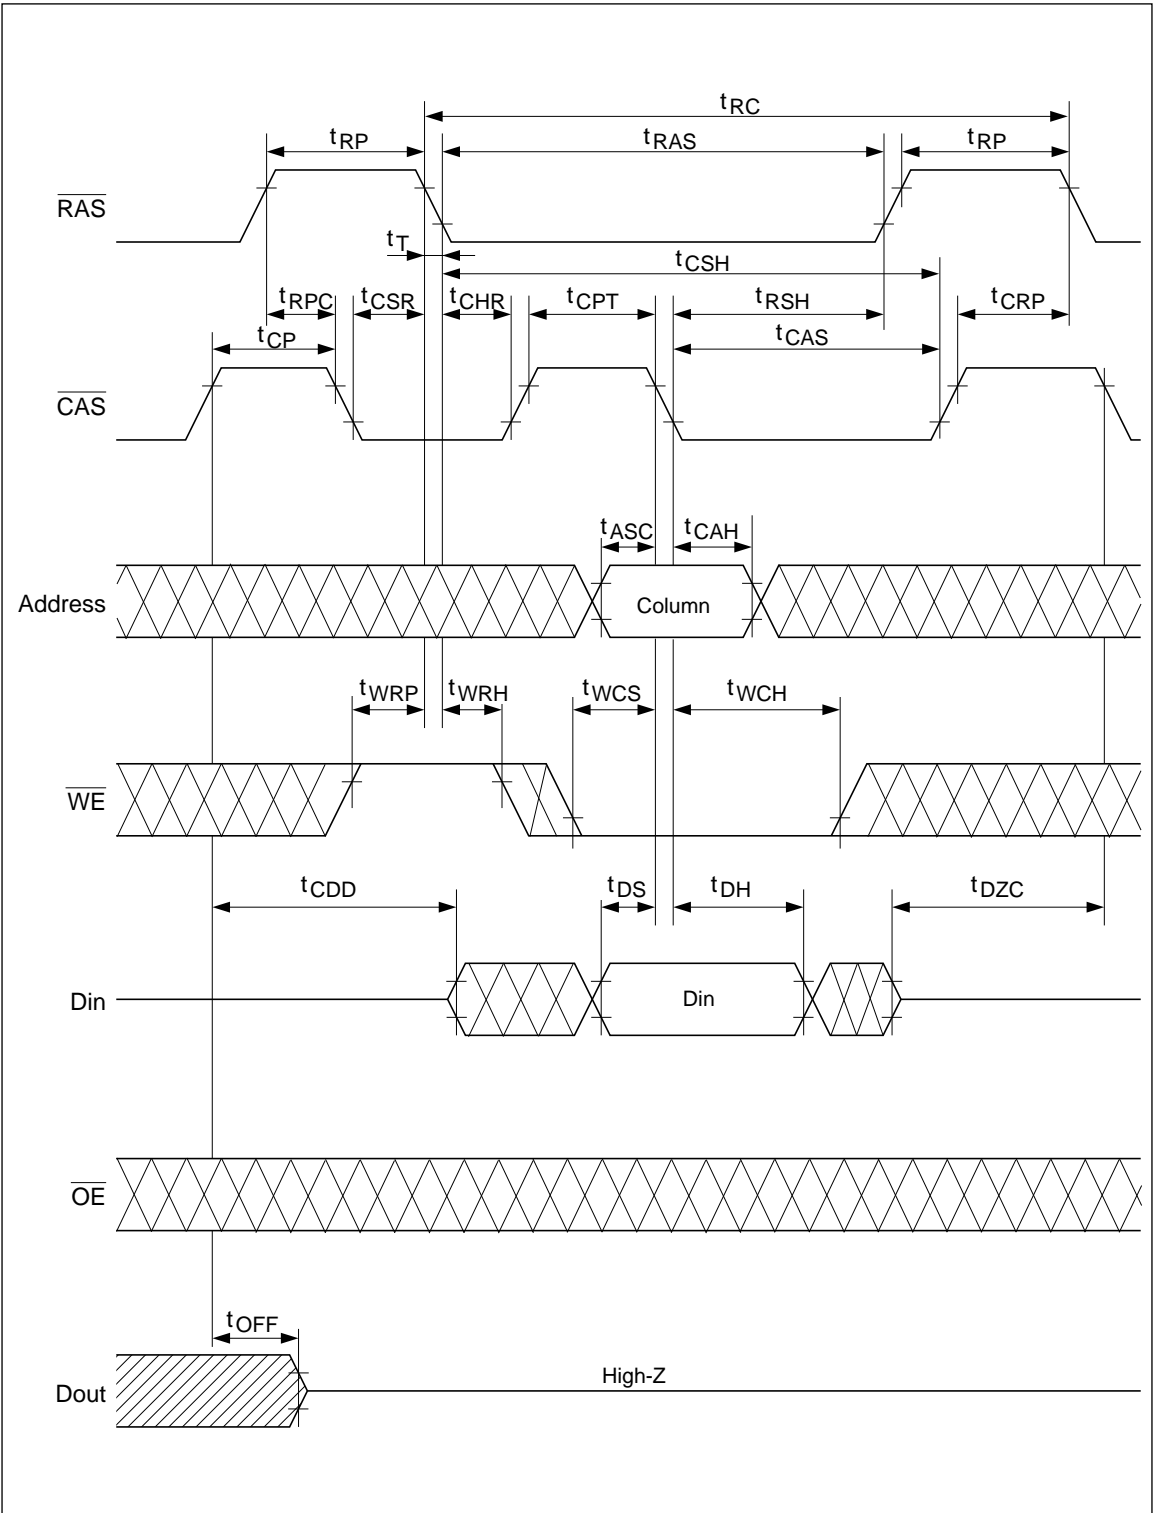 tRC
tRP tRAS tRP
RAS
tT
tCSH
tRPC tCSR tCHR tCPT tRSH tCRP
tCP tCAS
CAS
tASC tCAH
Address Column
tWRP tWRH tWCS tWCH
WE
tCDD tDS tDH tDZC
Din Din
OE
tOFF
High-Z
Dout